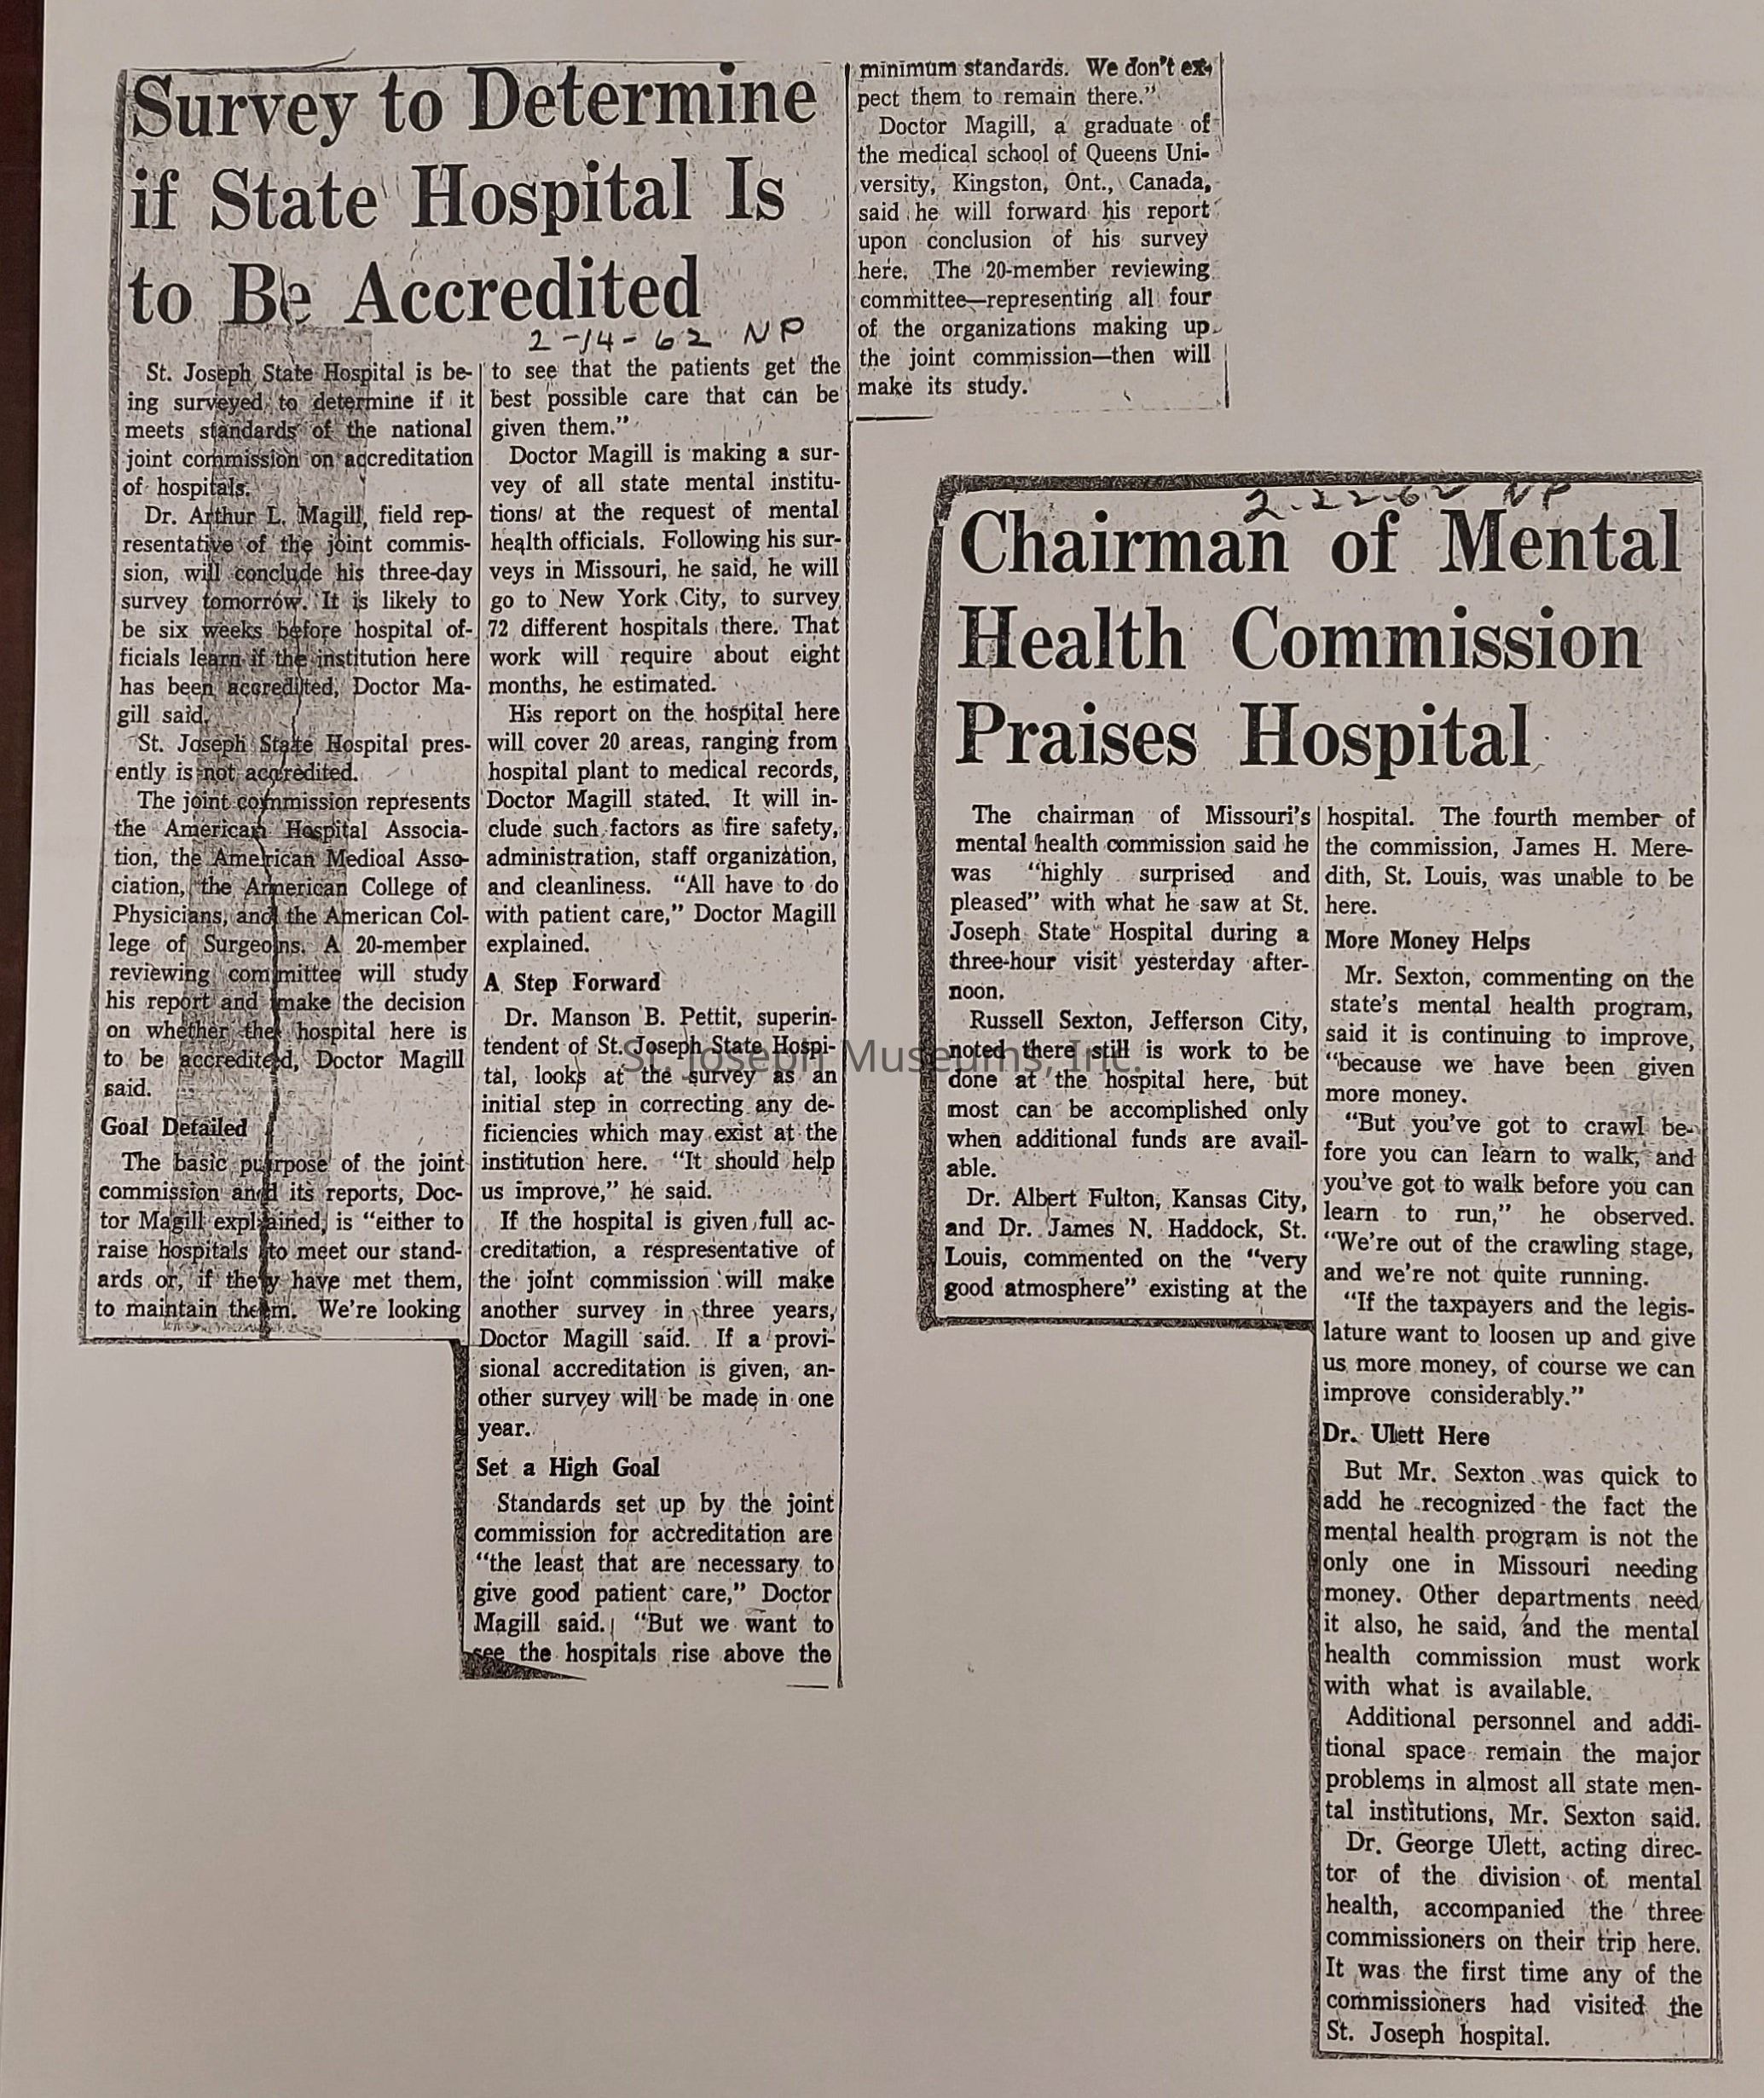 Survey to Determine
if State Hospital Is
to Be Accredited
2-14-62 NP
St. Joseph State Hospital is be-
ing surveyed to determine if it
meets standards of the national
joint commission on accreditation
of hospitals.
Dr. Arthur L. Magill, field rep-
resentative of the joint commis-
sion, will conclude his three-day
survey tomorrow. It is likely to
be six weeks before hospital of-
ficials learn if the institution here
has been accredited, Doctor Ma-
gill said.
St. Joseph State Hospital pres-
ently is not accredited.
The joint commission represents
the American Hospital Associa-
tion, the American Medical Asso-
ciation, the American College of
Physicians, and the American Col-
lege of Surgeons. A 20-member
reviewing committee will study
his report and make the decision
on whether the hospital here is
to be accredited, Doctor Magill
said.
Goal Detailed
The basic purpose of the joint
commission and its reports, Doc-
tor Magill explained, is “either to
raise hospitals to meet our stand-
ards or, if they have met them,
to maintain them. We're looking
to see that the patients get the
best possible care that can be
given them.”
Doctor Magill is making a sur-
vey of all state mental institu-
tions at the request of mental
health officials. Following his sur-
veys in Missouri, he said, he will
go to New York City, to survey
72 different hospitals there. That
work will require about eight
months, he estimated.
His report on the hospital here
will cover 20 areas, ranging from
hospital plant to medical records,
Doctor Magill stated. It will in-
clude such factors as fire safety,
administration, staff organization,
and cleanliness. “All have to do
with patient care,” Doctor Magill
explained.
A Step Forward
Dr. Manson B. Pettit, superin-
tendent of St. Joseph State Hospi-
tal, looks at the survey as an
initial step in correcting any de-
ficiencies which may exist at the
institution here. “It should help
us improve,” he said.
If the hospital is given full ac-
creditation, a respresentative of
the joint commission will make
another survey in three years,
Doctor Magill said. If a provi-
sional accreditation is given, an-
other survey will be made in one
year.
Set a High Goal
Standards set up by the joint
commission for accreditation are
“the least that are necessary to
give good patient care,” Doctor
Magill said. “But we want to
see the hospitals rise above the
minimum standards. We don't ex-
pect them to remain there.”
Doctor Magill, a graduate of
the medical school of Queens Uni-
versity, Kingston, Ont., Canada,
said he will forward his report
upon conclusion of his survey
here. The 20-member reviewing
committee—representing all four
of the organizations making up
the joint commission—then will
make its study.
2-22-62 NP
Chairman of Mental
Health Commission
Praises Hospital
The chairman of Missouri's
mental health commission said he
was “highly surprised and
pleased” with what he saw at St.
Joseph State Hospital during a
three-hour visit yesterday after-
noon.
Russell Sexton, Jefferson City,
noted there still is work to be
done at the hospital here, but
most can be accomplished only
when additional funds are avail-
able.
Dr. Albert Fulton, Kansas City,
and Dr. James N. Haddock, St.
Louis, commented on the “very
good atmosphere” existing at the
hospital. The fourth member of
the commission, James H. Mere-
dith, St. Louis, was unable to be
here.
More Money Helps
Mr. Sexton, commenting on the
state's mental health program,
said it is continuing to improve,
“because we have been given
more money.
“But you've got to crawl be-
fore you can learn to walk, and
you've got to walk before you can
learn to run,” he observed.
“We're out of the crawling stage,
and we're not quite running.
“If the taxpayers and the legis-
lature want to loosen up and give
us more money, of course we can
improve considerably.”
Dr. Ulett Here
But Mr. Sexton was quick to
add he recognized the fact the
mental health program is not the
only one in Missouri needing
money. Other departments need
it also, he said, and the mental
health commission must work
with what is available.
Additional personnel and addi-
tional space remain the major
problems in almost all state men-
tal institutions, Mr. Sexton said.
Dr. George Ulett, acting direc-
tor of the division of mental
health, accompanied the three
commissioners on their trip here.
It was the first time any of the
commissioners had visited the
St. Joseph hospital.
St. Joseph Museums, Inc.